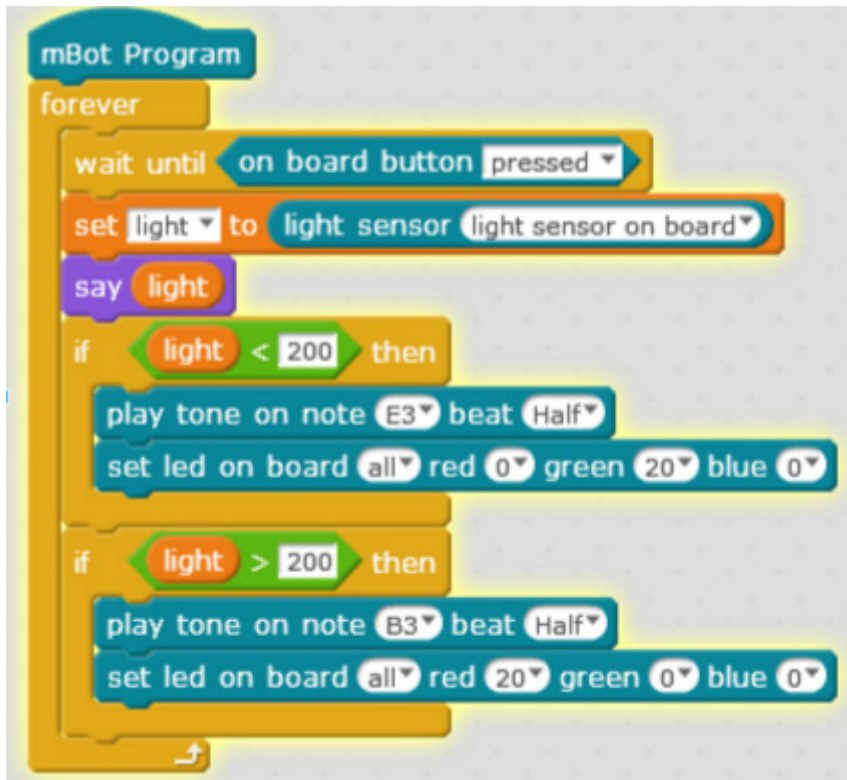 mBot Program
forever
wait until on board button pressed
set light to light sensor light sensor on board
say light
if light < 200 then
play tone on note E3 beat Half
set led on board all red 0 green 20 blue 0
if light > 200 then
play tone on note B3 beat Half
set led on board all red 20 green 0 blue 0